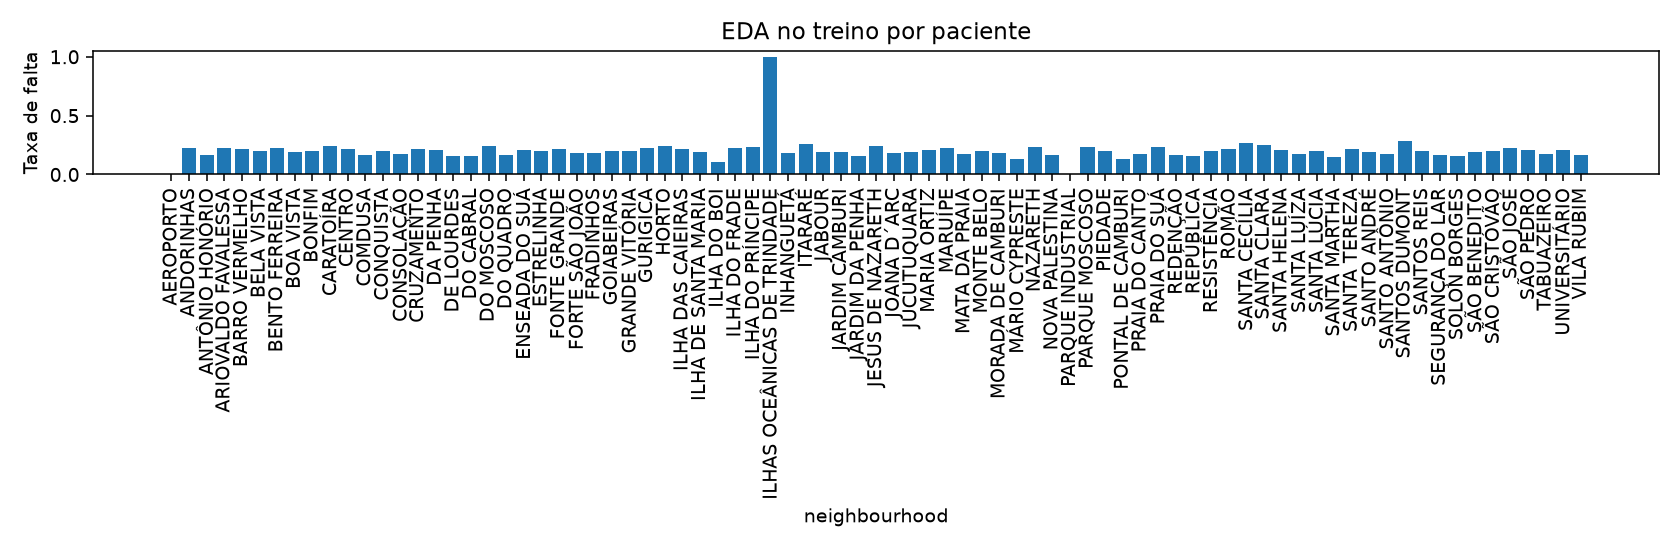 EDA no treino por paciente
Taxa de falta
1.0
0.5
0.0
AEROPORTO
ANDORINHAS
ANTÔNIO HONÓRIO
ARIOVALDO FAVALESSA
BARRO VERMELHO
BELA VISTA
BENTO FERREIRA
BOA VISTA
BONFIM
CARATOÍRA
CENTRO
COMDUSA
CONQUISTA
CONSOLAÇÃO
CRUZAMENTO
DA PENHA
DE LOURDES
DO CABRAL
DO MOSCOSO
DO QUADRO
ENSEADA DO SUÁ
ESTRELINHA
FONTE GRANDE
FORTE SÃO JOÃO
FRADINHOS
GOIABEIRAS
GRANDE VITÓRIA
GURIGICA
HORTO
ILHA DAS CAIEIRAS
ILHA DE SANTA MARIA
ILHA DO BOI
ILHA DO FRADE
ILHA DO PRÍNCIPE
ILHAS OCEÂNICAS DE TRINDADE
INHANGUETÁ
ITARARÉ
JABOUR
JARDIM CAMBURI
JARDIM DA PENHA
JESUS DE NAZARETH
JOANA D´ARC
JUCUTUQUARA
MARIA ORTIZ
MARUÍPE
MATA DA PRAIA
MONTE BELO
MORADA DE CAMBURI
MÁRIO CYPRESTE
NAZARETH
NOVA PALESTINA
PARQUE INDUSTRIAL
PARQUE MOSCOSO
PIEDADE
PONTAL DE CAMBURI
PRAIA DO CANTO
PRAIA DO SUÁ
REDENÇÃO
REPÚBLICA
RESISTÊNCIA
ROMÃO
SANTA CECÍLIA
SANTA CLARA
SANTA HELENA
SANTA LUÍZA
SANTA LÚCIA
SANTA MARTHA
SANTA TEREZA
SANTO ANDRÉ
SANTO ANTÔNIO
SANTOS DUMONT
SANTOS REIS
SEGURANÇA DO LAR
SOLON BORGES
SÃO BENEDITO
SÃO CRISTÓVÃO
SÃO JOSÉ
SÃO PEDRO
TABUAZEIRO
UNIVERSITÁRIO
VILA RUBIM
neighbourhood